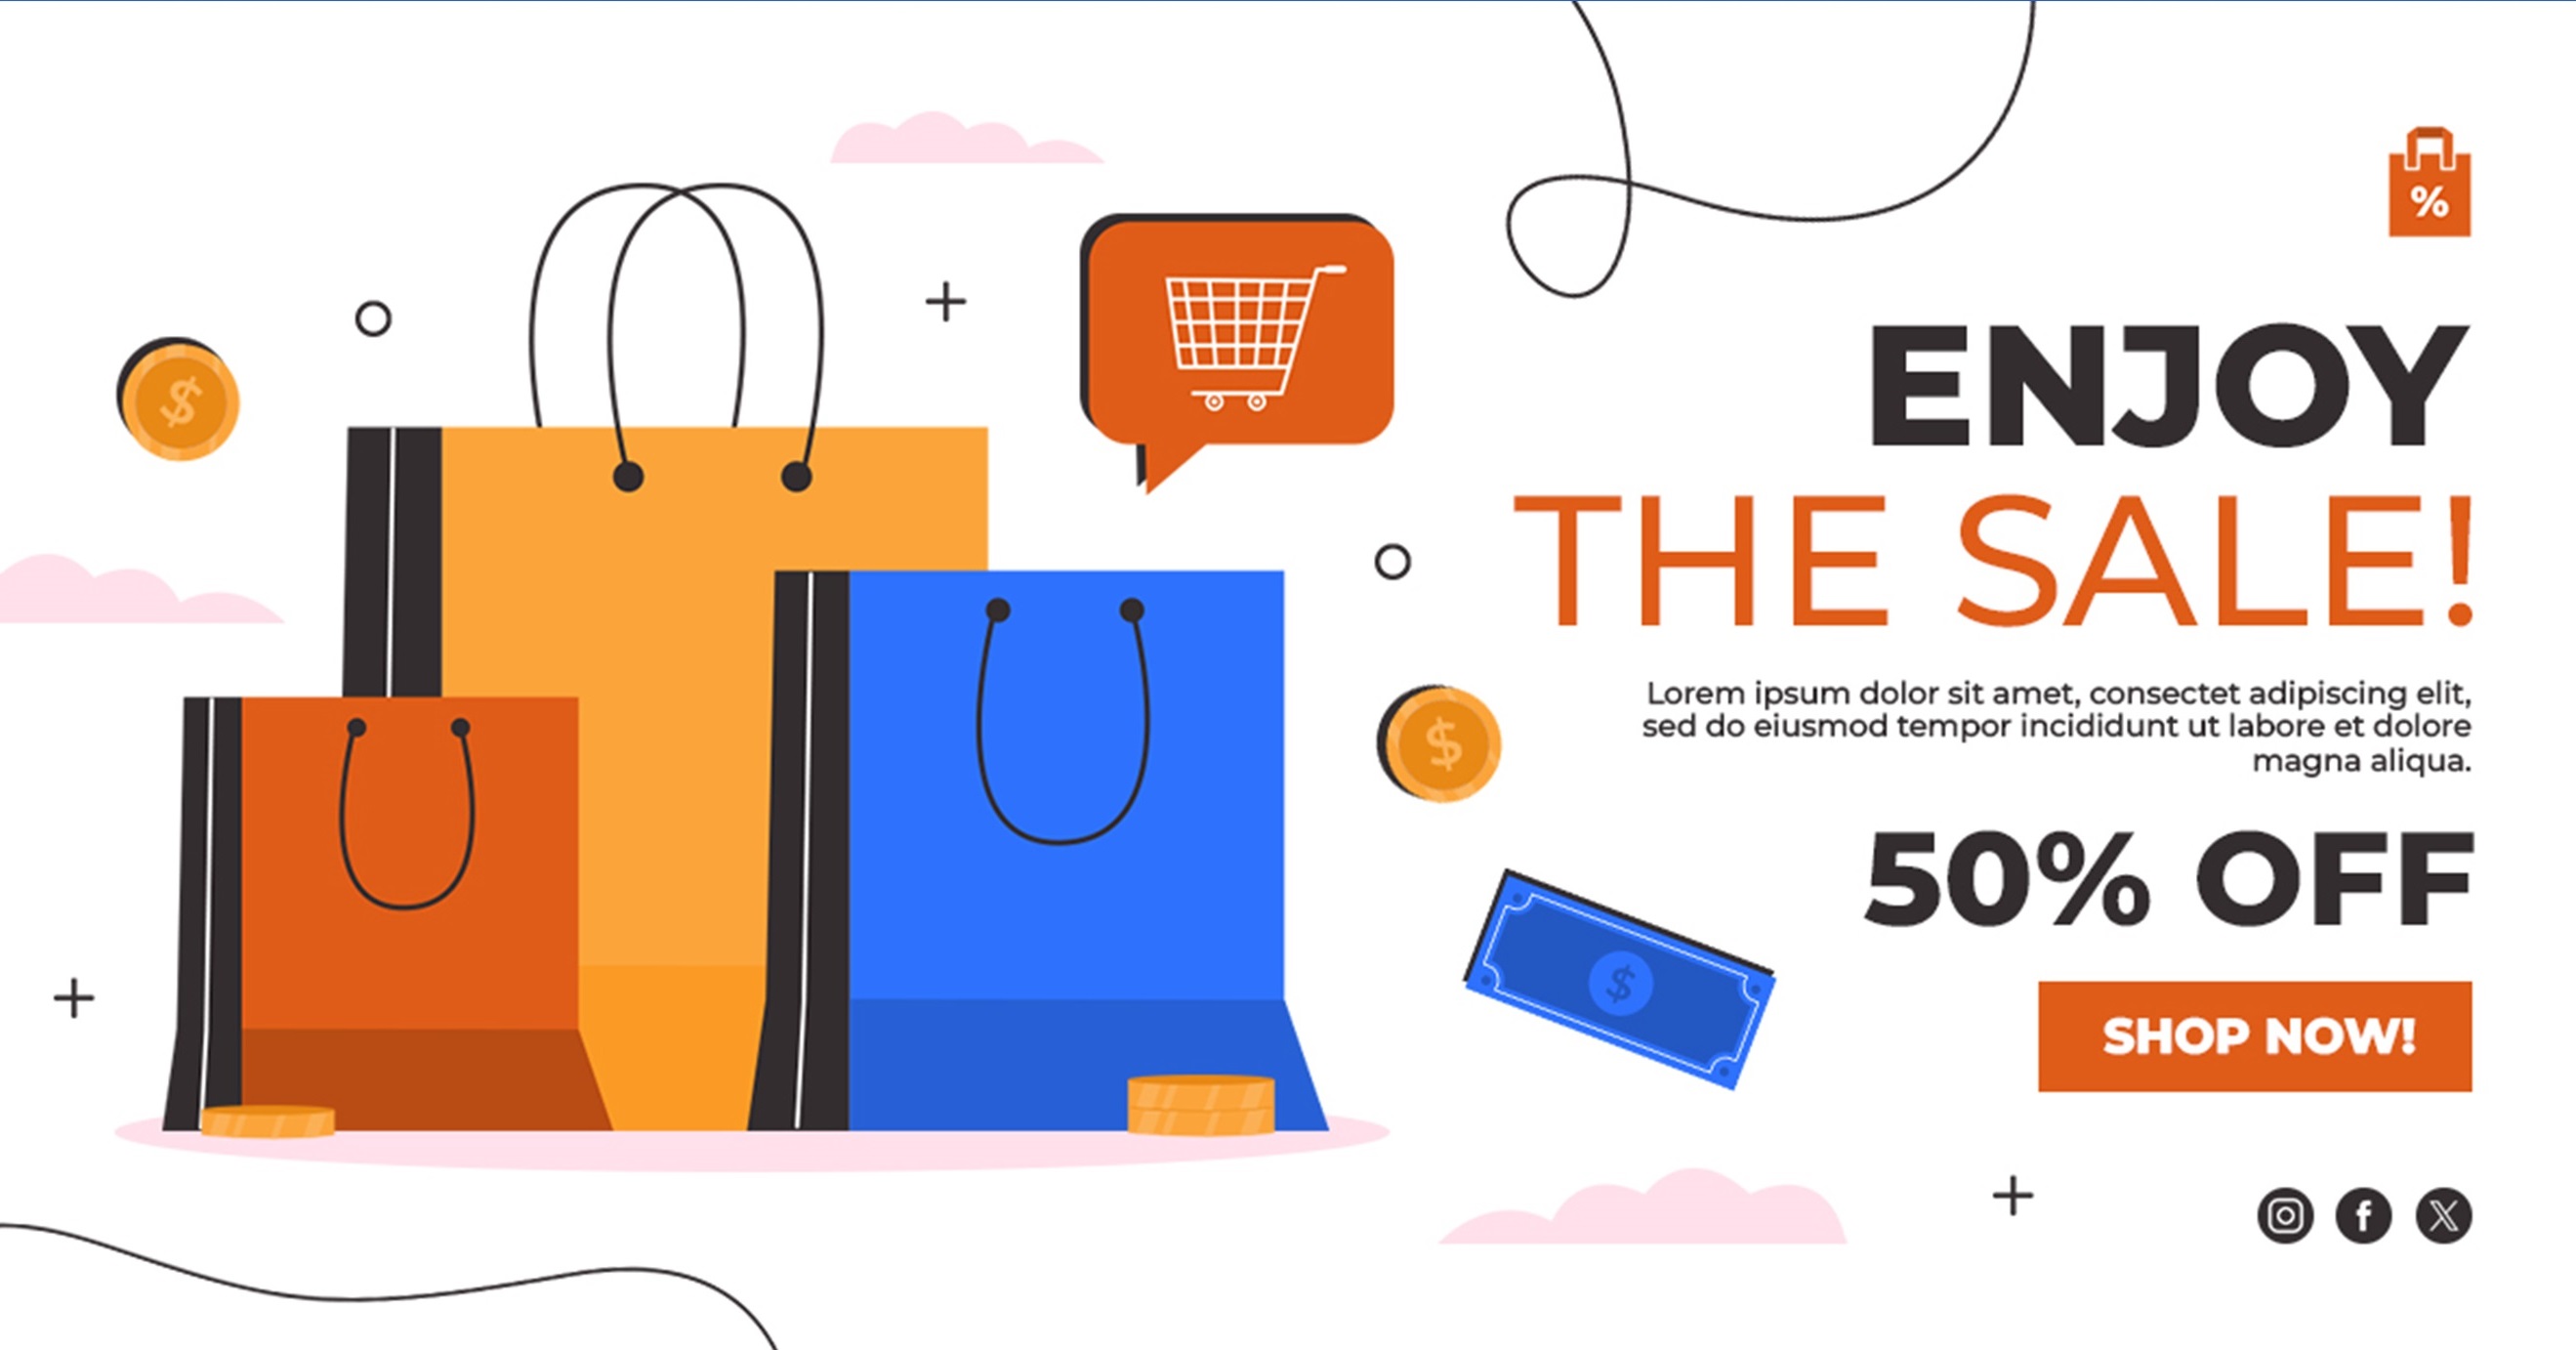 %
ENJOY
THE SALE!
Lorem ipsum dolor sit amet, consectet adipiscing elit,
sed do eiusmod tempor incididunt ut labore et dolore
magna aliqua.
50% OFF
SHOP NOW!
$
$
$